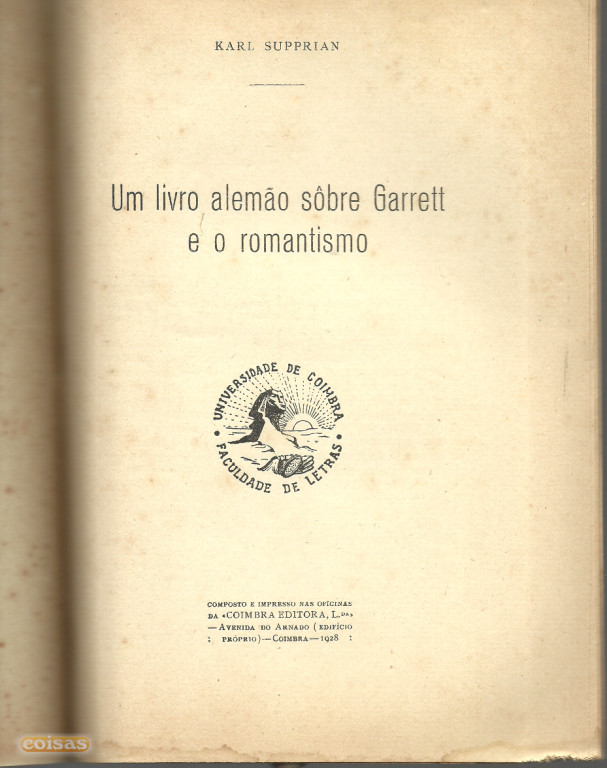 KARL SUPPRIAN
Um livro alemão sôbre Garrett
e o romantismo
• UNIVERSIDADE DE COIMBRA •
FACULDADE DE LETRAS
COMPOSTO E IMPRESSO NAS OFICINAS
DA «COIMBRA EDITORA, L.DA»
—AVENIDA DO ARNADO (EDIFÍCIO
: PRÓPRIO)—COIMBRA—1928 :
coisas